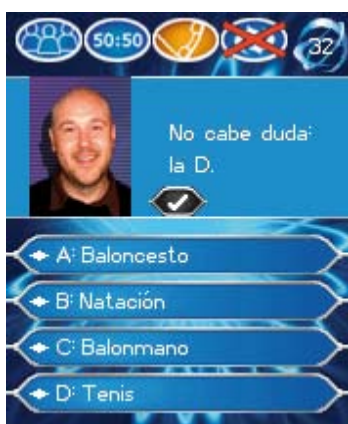 50:50
32
No cabe duda:
la D.
A: Baloncesto
B: Natación
C: Balonmano
D: Tenis